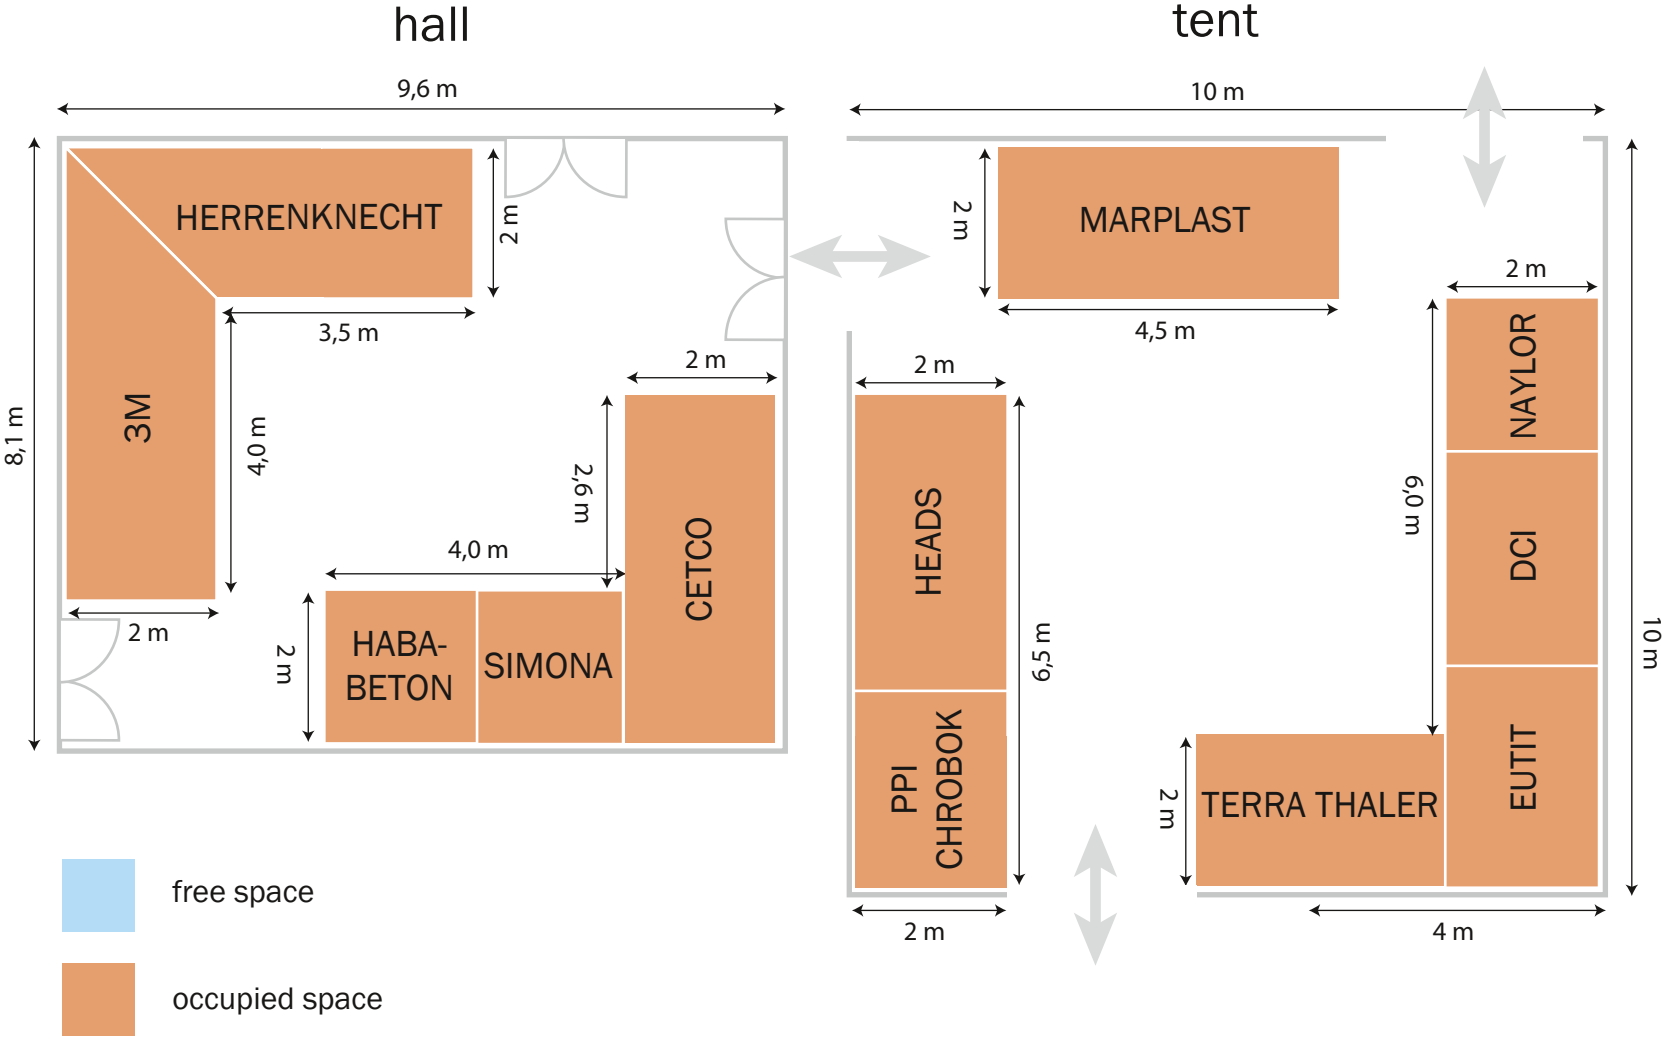 hall
tent
9,6 m
10 m
HERRENKNECHT
2 m
MARPLAST
2 m
3,5 m
4,5 m
2 m
8,1 m
3M
4,0 m
2 m
2 m
NAYLOR
2,6 m
CETCO
HEADS
6,0 m
DCI
4,0 m
2 m
2 m
HABA-
BETON
SIMONA
6,5 m
10 m
PPI
CHROBOK
2 m
TERRA THALER
EUTIT
2 m
4 m
free space
occupied space